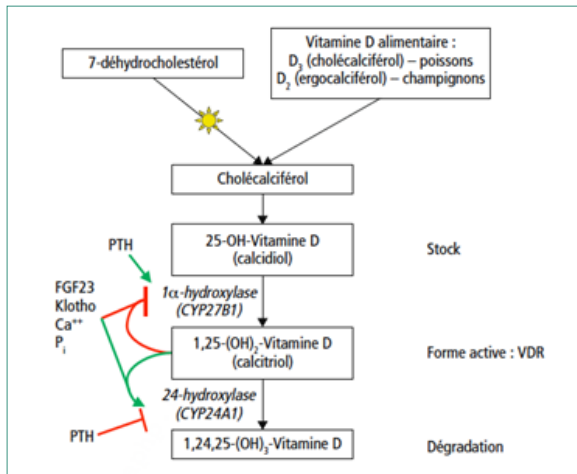 7-déhydrocholestérol
Vitamine D alimentaire :
D₃ (cholécalciférol) – poissons
D₂ (ergocalciférol) – champignons
Cholécalciférol
25-OH-Vitamine D
(calcidiol)
Stock
PTH
FGF23
Klotho
Ca⁺⁺
Pᵢ
1α-hydroxylase
(CYP27B1)
1,25-(OH)₂-Vitamine D
(calcitriol)
Forme active : VDR
24-hydroxylase
(CYP24A1)
PTH
1,24,25-(OH)₃-Vitamine D
Dégradation